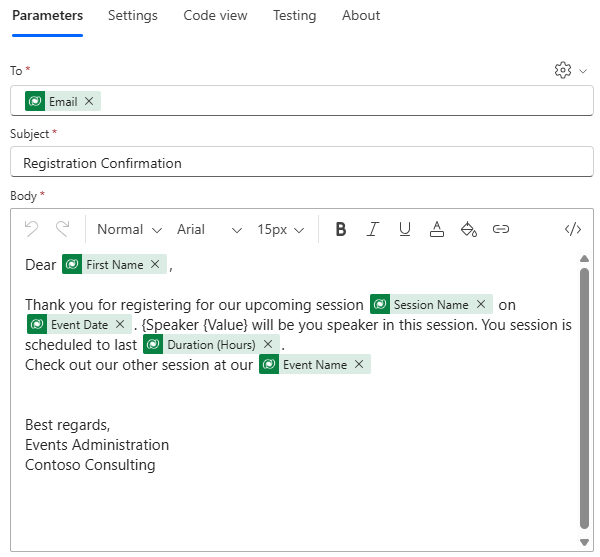 Parameters Settings Code view Testing About
To *
Email ×
Subject *
Registration Confirmation
Body *
Normal Arial 15px B I U A </>
Dear First Name × ,
Thank you for registering for our upcoming session Session Name × on
Event Date × . {Speaker {Value} will be you speaker in this session. You session is
scheduled to last Duration (Hours) × .
Check out our other session at our Event Name ×
Best regards,
Events Administration
Contoso Consulting